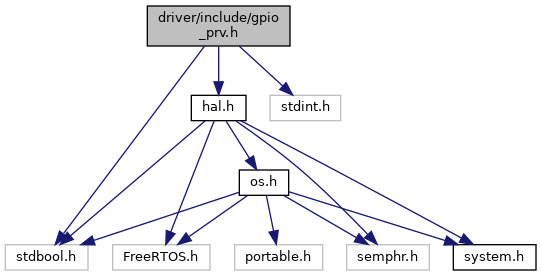 driver/include/gpio
_prv.h
hal.h
stdint.h
os.h
stdbool.h
FreeRTOS.h
portable.h
semphr.h
system.h